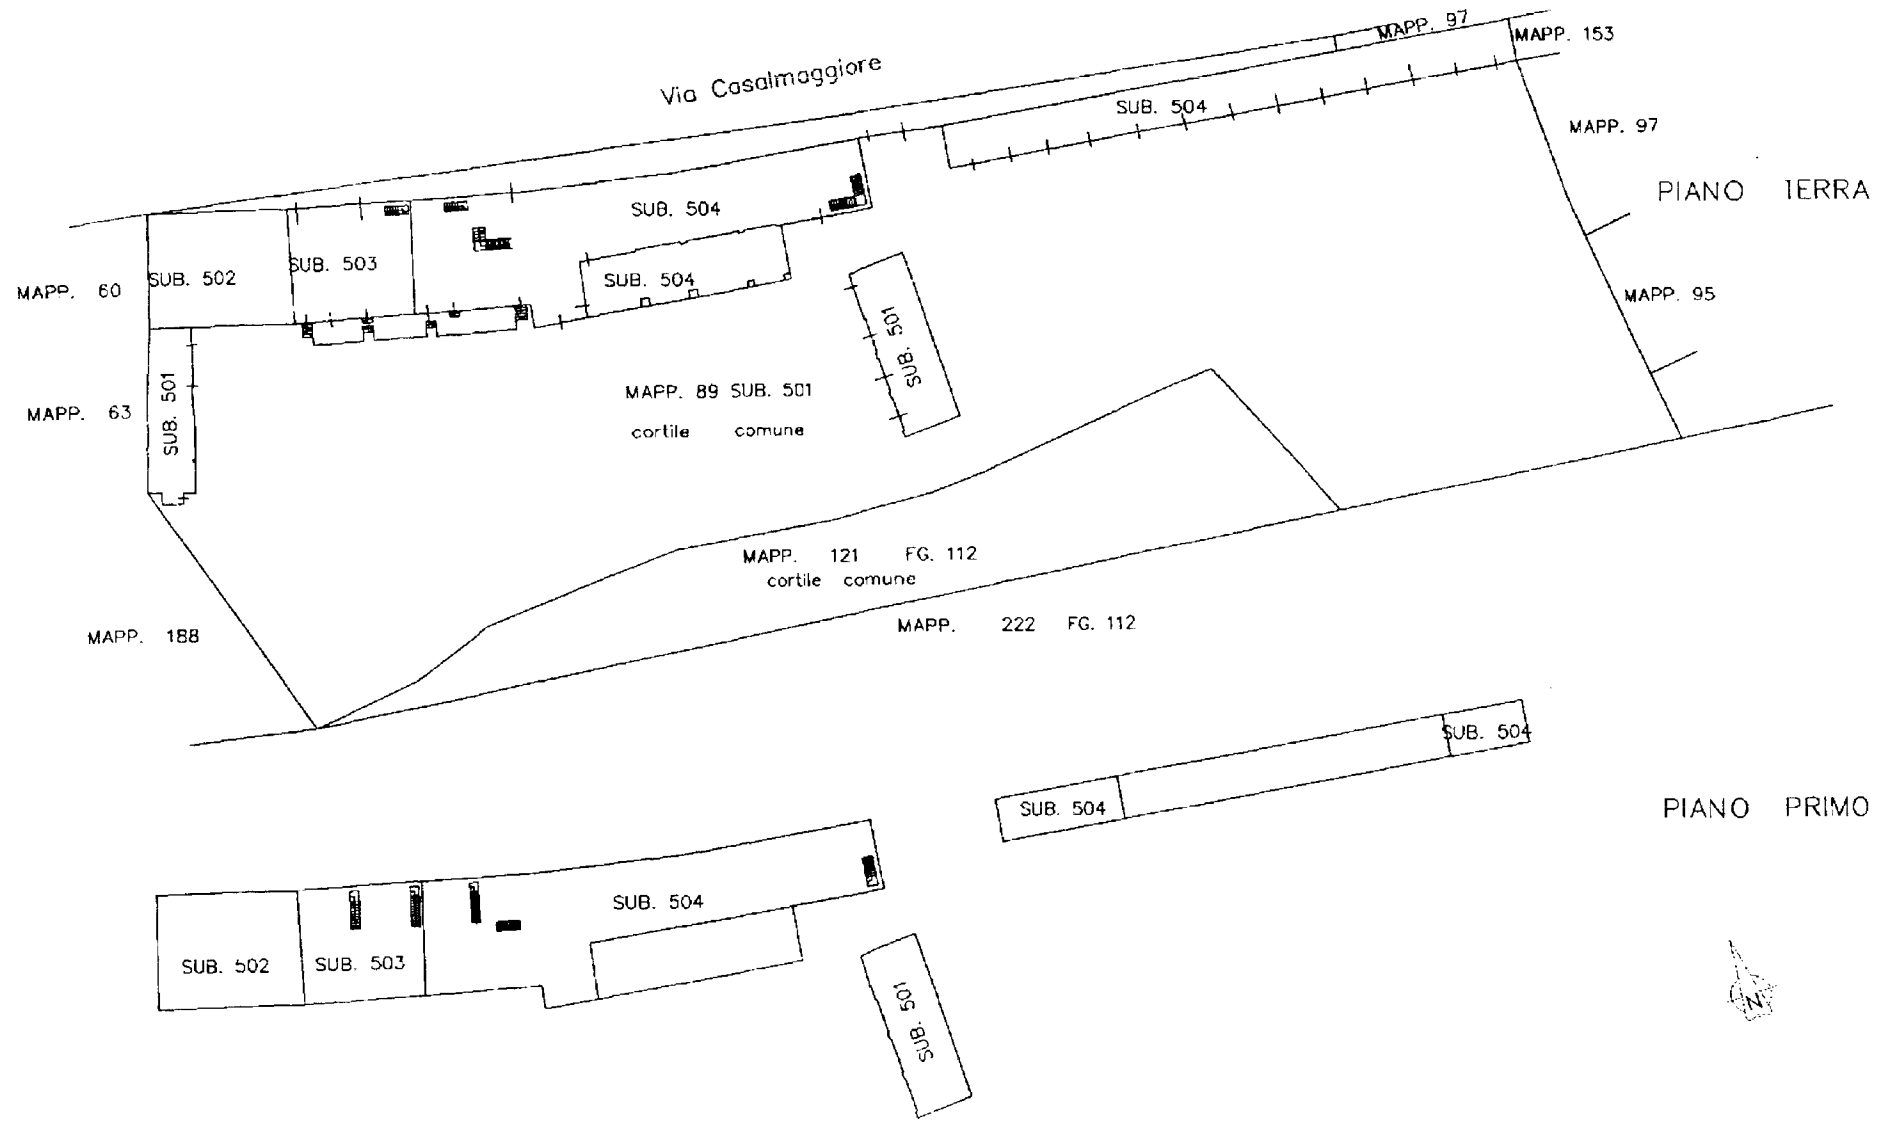 MAPP. 97
MAPP. 153
Via Casalmaggiore
SUB. 504
MAPP. 97
PIANO TERRA
SUB. 504
SUB. 503
SUB. 502
SUB. 504
MAPP. 60
MAPP. 95
SUB. 501
MAPP. 89 SUB. 501
cortile comune
MAPP. 63
SUB. 501
MAPP. 121 FG. 112
cortile comune
MAPP. 222 FG. 112
MAPP. 188
SUB. 504
SUB. 504
PIANO PRIMO
SUB. 504
SUB. 502
SUB. 503
SUB. 501
N